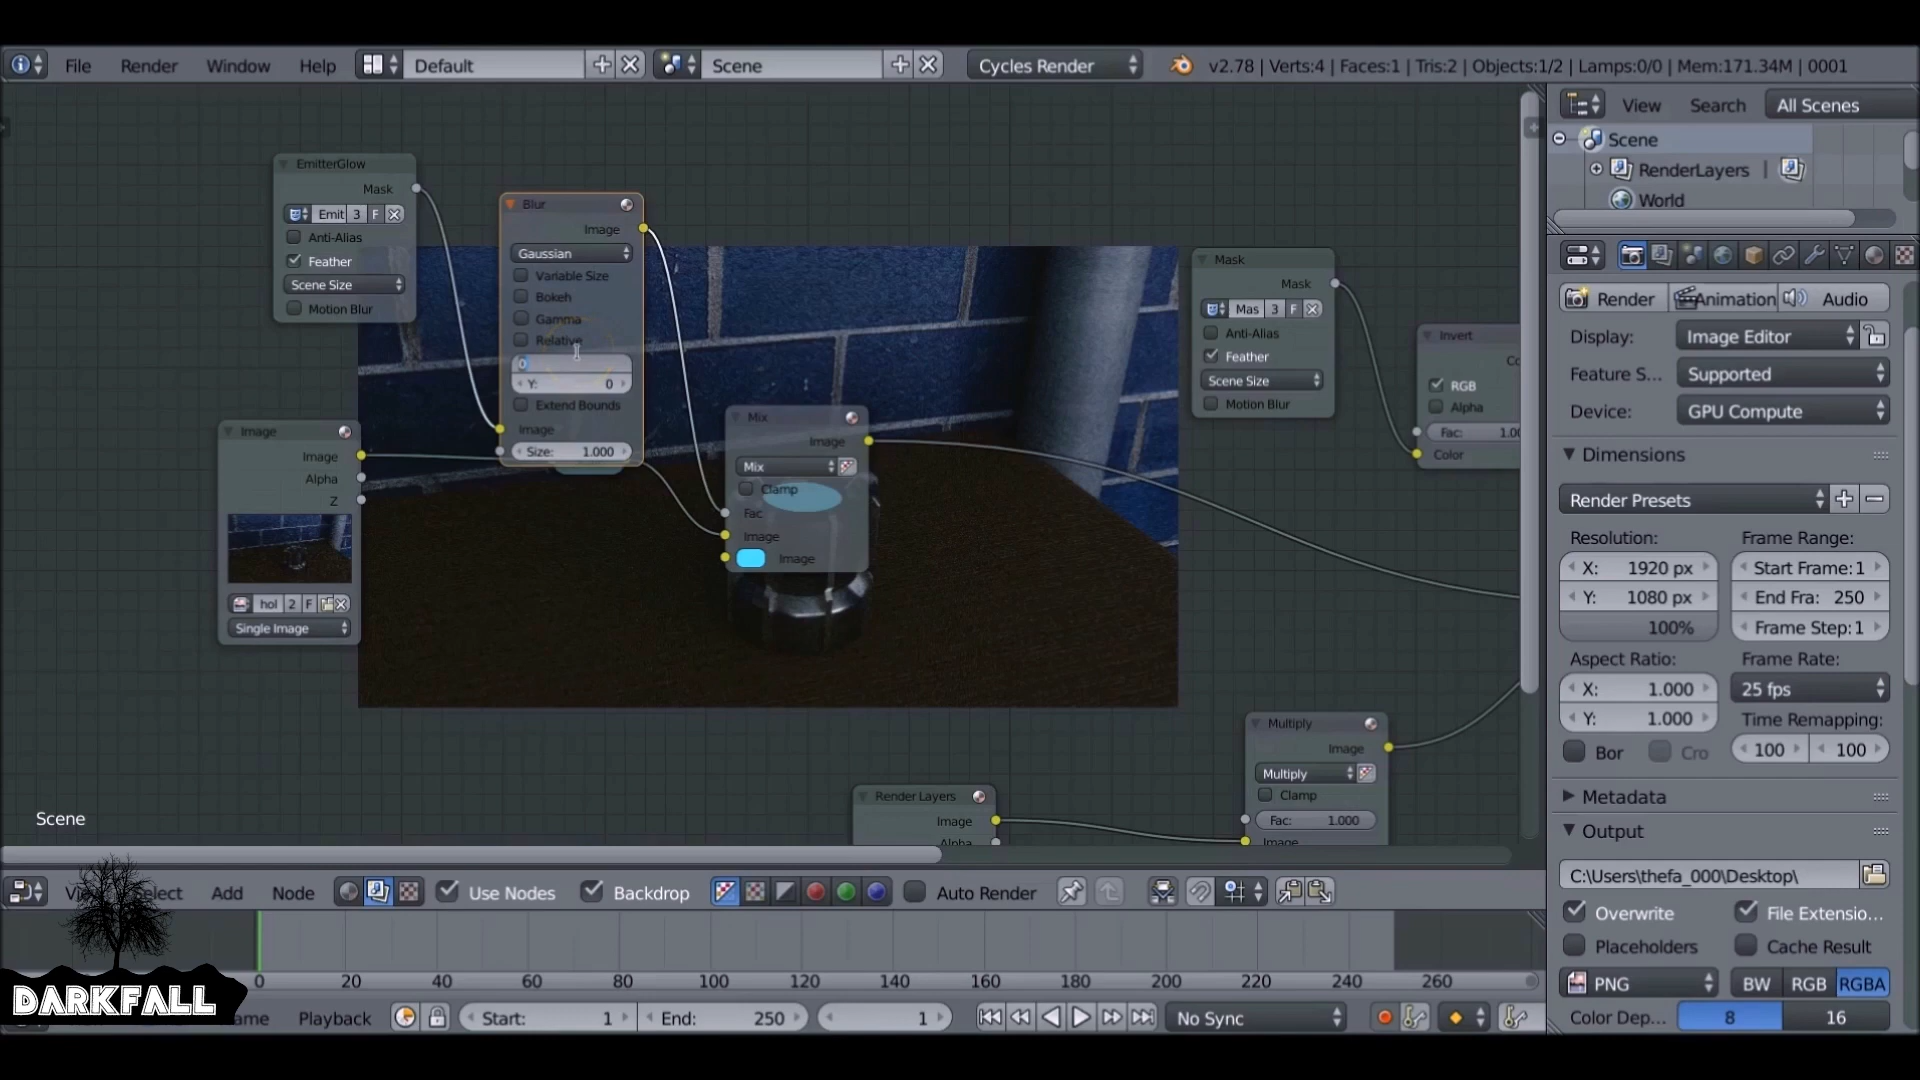 File
Render
Window
Help
Default
Scene
Cycles Render
v2.78 | Verts:4 | Faces:1 | Tris:2 | Objects:1/2 | Lamps:0/0 | Mem:171.34M | 0001
View
Search
All Scenes
Scene
RenderLayers
World
EmitterGlow
Mask
Emit 3 F
Anti-Alias
Feather
Scene Size
Motion Blur
Blur
Image
Gaussian
Variable Size
Bokeh
Gamma
Relative
0
Y: 0
Extend Bounds
Image
Size: 1.000
Image
Image
Alpha
Z
hol 2 F
Single Image
Mix
Image
Mix
Clamp
Fac
Image
Image
Mask
Mask
Mas 3 F
Anti-Alias
Feather
Scene Size
Motion Blur
Invert
RGB
Alpha
Color
Multiply
Image
Multiply
Clamp
Fac: 1.000
Image
Render Layers
Image
Alpha
Render
Animation
Audio
Display:
Image Editor
Feature S...
Supported
Device:
GPU Compute
Dimensions
Render Presets
Resolution:
Frame Range:
X: 1920 px
Start Frame:1
Y: 1080 px
End Fra: 250
100%
Frame Step:1
Aspect Ratio:
Frame Rate:
X: 1.000
25 fps
Y: 1.000
Time Remapping:
Bor
Cro
100
100
Metadata
Output
C:\Users\thefa_000\Desktop\
Overwrite
File Extensio...
Placeholders
Cache Result
PNG
BW
RGB
RGBA
Color Dep...
8
16
Scene
Add
Node
Use Nodes
Backdrop
Auto Render
0 20 40 60 80 100 120 140 160 180 200 220 240 260
DARKFALL
Playback
Start: 1
End: 250
1
No Sync